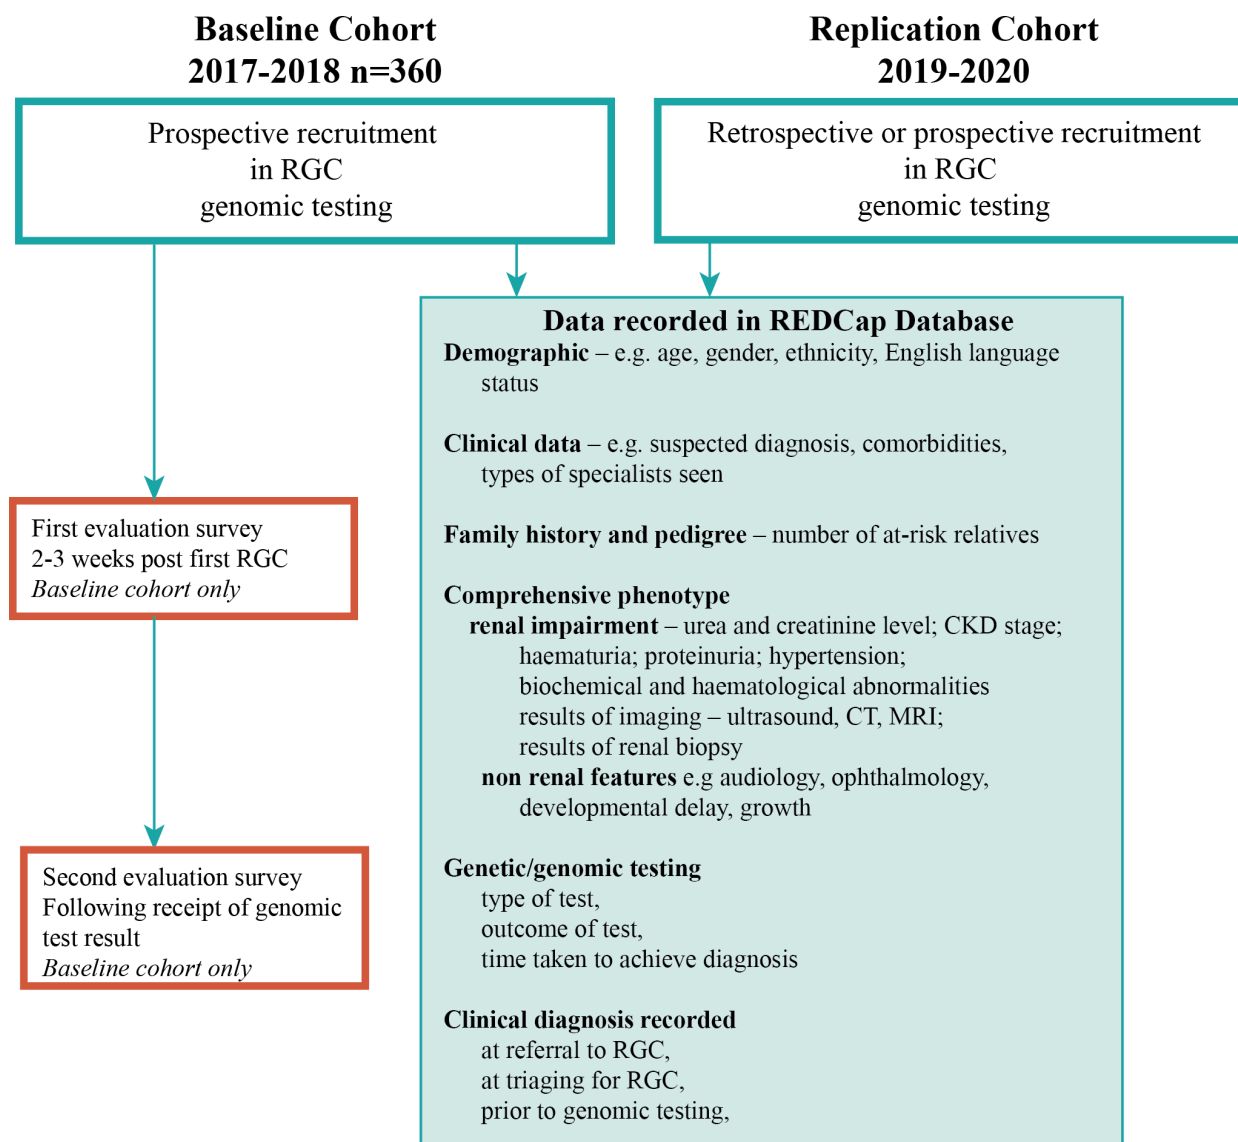 Baseline Cohort
2017-2018 n=360
Replication Cohort
2019-2020
Prospective recruitment
in RGC
genomic testing
Retrospective or prospective recruitment
in RGC
genomic testing
First evaluation survey
2-3 weeks post first RGC
Baseline cohort only
Second evaluation survey
Following receipt of genomic
test result
Baseline cohort only
Data recorded in REDCap Database
Demographic – e.g. age, gender, ethnicity, English language
status
Clinical data – e.g. suspected diagnosis, comorbidities,
types of specialists seen
Family history and pedigree – number of at-risk relatives
Comprehensive phenotype
renal impairment – urea and creatinine level; CKD stage;
haematuria; proteinuria; hypertension;
biochemical and haematological abnormalities
results of imaging – ultrasound, CT, MRI;
results of renal biopsy
non renal features e.g audiology, ophthalmology,
developmental delay, growth
Genetic/genomic testing
type of test,
outcome of test,
time taken to achieve diagnosis
Clinical diagnosis recorded
at referral to RGC,
at triaging for RGC,
prior to genomic testing,